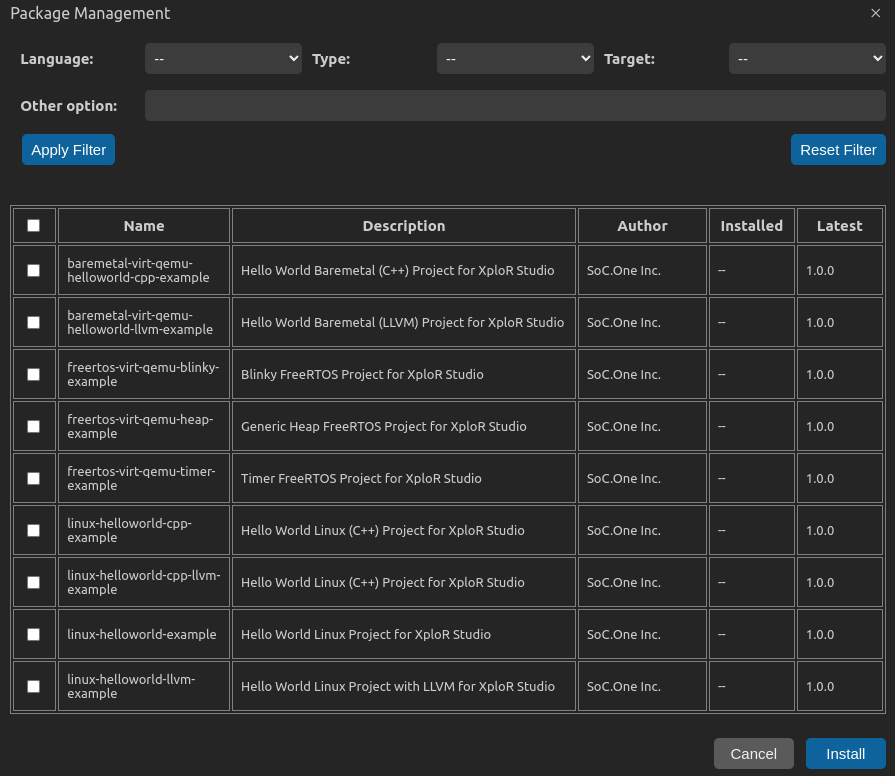 Package Management ×
Language: -- Type: -- Target: --
Other option:
Apply Filter Reset Filter
Name Description Author Installed Latest
baremetal-virt-qemu-
helloworld-cpp-example Hello World Baremetal (C++) Project for XploR Studio SoC.One Inc. -- 1.0.0
baremetal-virt-qemu-
helloworld-llvm-example Hello World Baremetal (LLVM) Project for XploR Studio SoC.One Inc. -- 1.0.0
freertos-virt-qemu-blinky-
example Blinky FreeRTOS Project for XploR Studio SoC.One Inc. -- 1.0.0
freertos-virt-qemu-heap-
example Generic Heap FreeRTOS Project for XploR Studio SoC.One Inc. -- 1.0.0
freertos-virt-qemu-timer-
example Timer FreeRTOS Project for XploR Studio SoC.One Inc. -- 1.0.0
linux-helloworld-cpp-
example Hello World Linux (C++) Project for XploR Studio SoC.One Inc. -- 1.0.0
linux-helloworld-cpp-llvm-
example Hello World Linux (C++) Project for XploR Studio SoC.One Inc. -- 1.0.0
linux-helloworld-example Hello World Linux Project for XploR Studio SoC.One Inc. -- 1.0.0
linux-helloworld-llvm-
example Hello World Linux Project with LLVM for XploR Studio SoC.One Inc. -- 1.0.0
Cancel Install